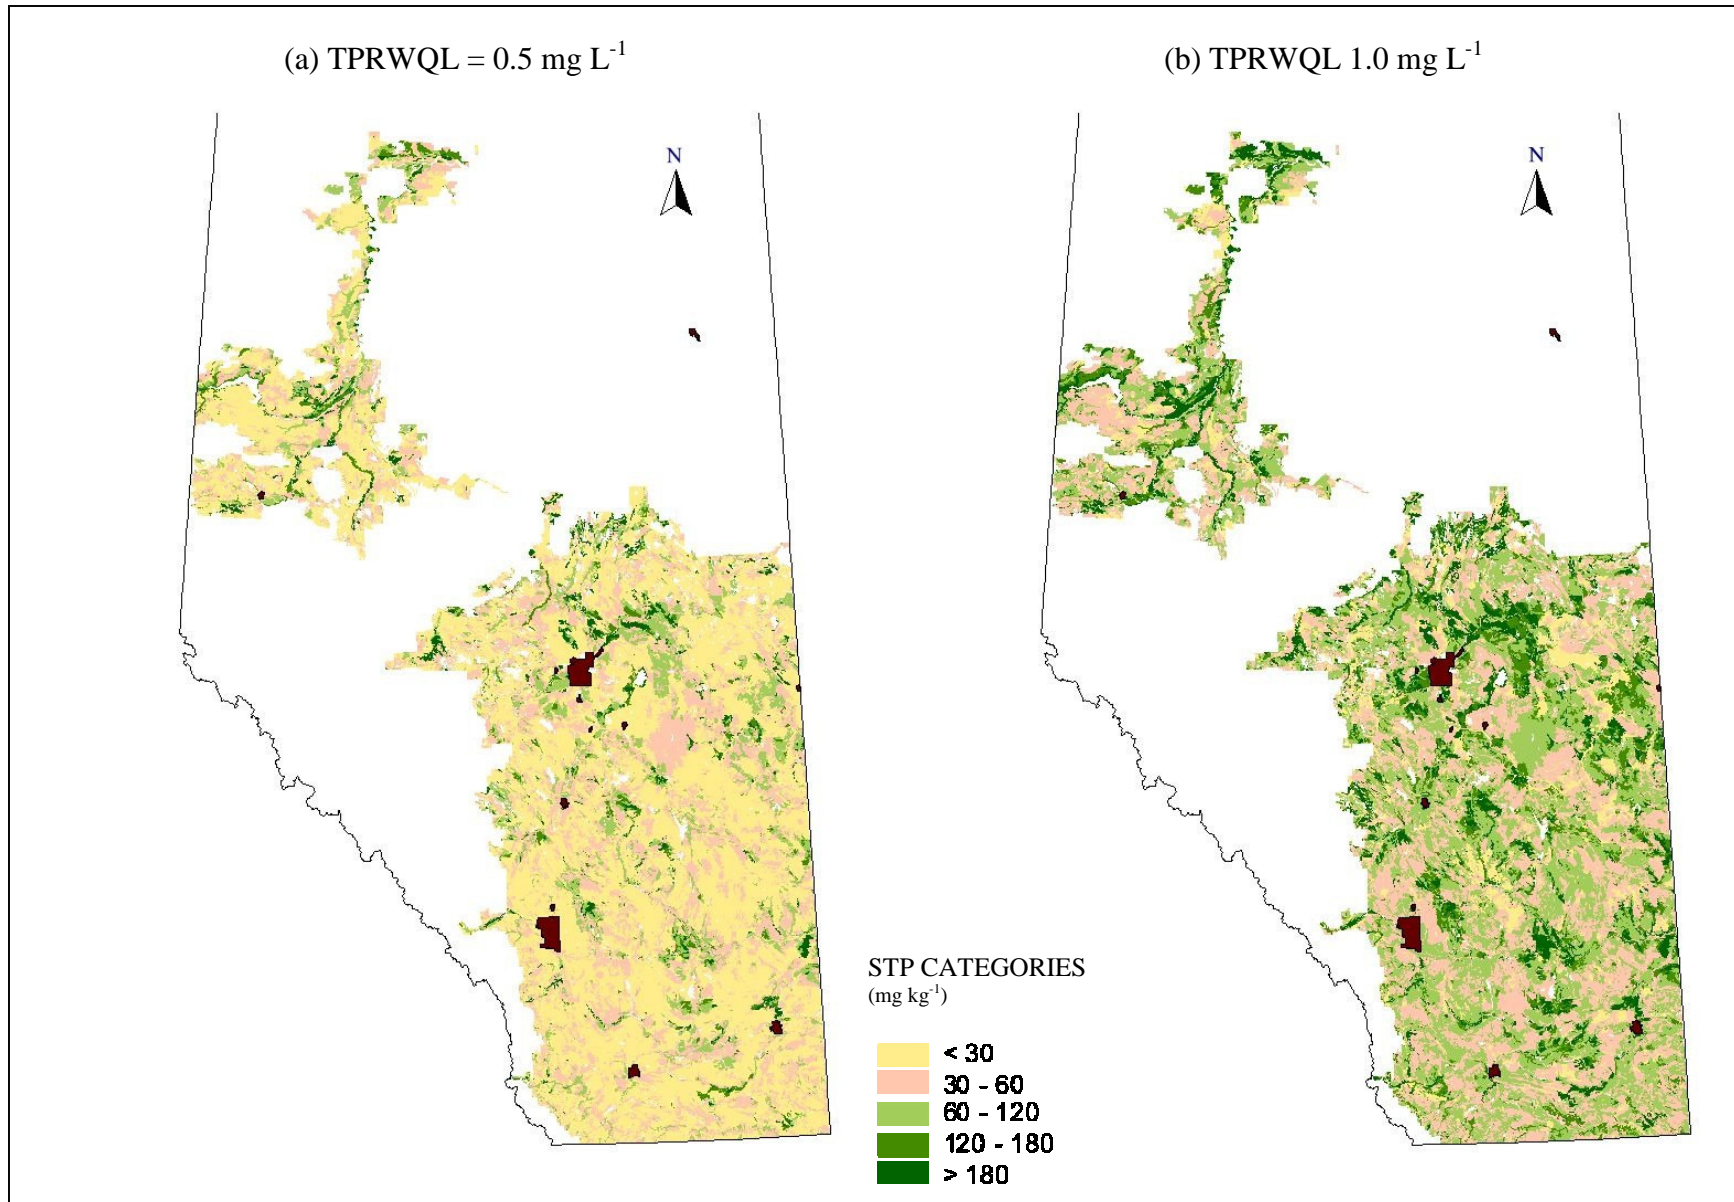 (a) TPRWQL = 0.5 mg L-1
(b) TPRWQL 1.0 mg L-1
N
N
STP CATEGORIES
(mg kg-1)
< 30
30 - 60
60 - 120
120 - 180
> 180